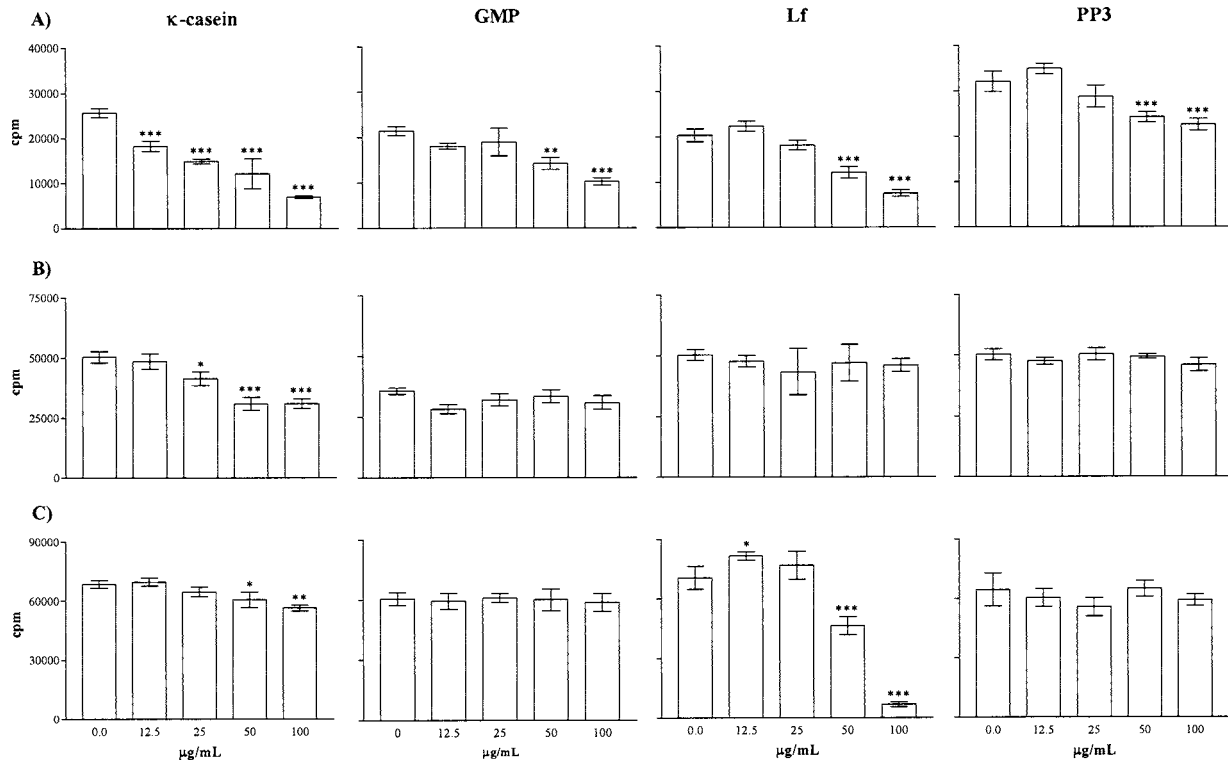 A) κ-casein GMP Lf PP3
40000
30000
20000
10000
0
cpm
*** *** *** ***
** ***
*** ***
*** ***
B)
75000
50000
25000
0
cpm
* *** ***
C)
90000
60000
30000
0
cpm
* **
* *** ***
0.0 12.5 25 50 100
0 12.5 25 50 100
0.0 12.5 25 50 100
0.0 12.5 25 50 100
μg/mL μg/mL μg/mL μg/mL